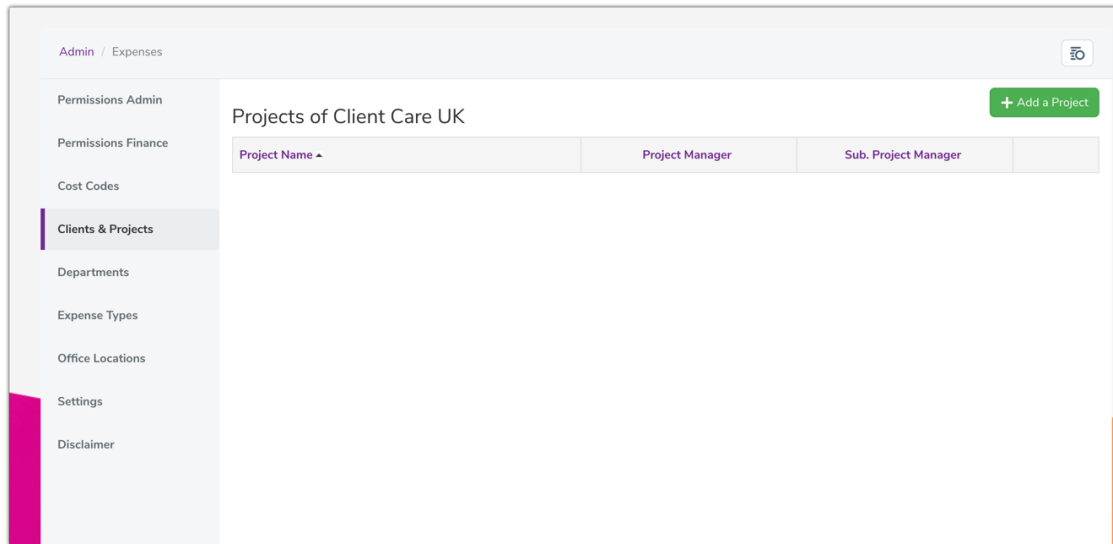 Admin / Expenses
Permissions Admin
Permissions Finance
Cost Codes
Clients & Projects
Departments
Expense Types
Office Locations
Settings
Disclaimer
Projects of Client Care UK
+ Add a Project
Project Name Project Manager Sub. Project Manager